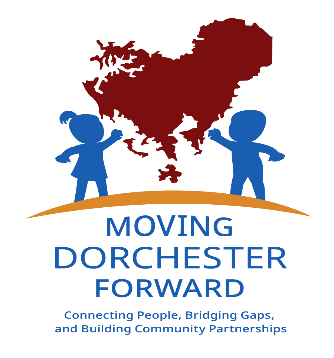 MOVING
DORCHESTER
FORWARD
Connecting People, Bridging Gaps,
and Building Community Partnerships